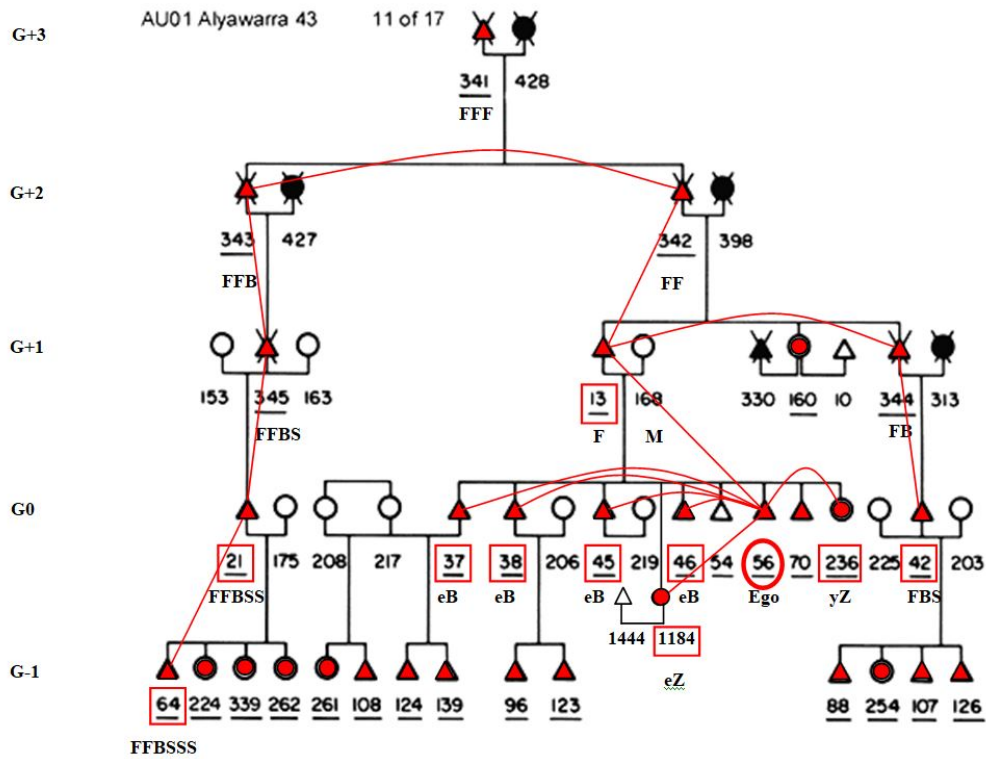 AU01 Alyawarra 43 11 of 17
G+3
341 428
FFF
G+2
343 427 342 398
FFB FF
G+1
153 345 163 13 168 330 160 10 344 313
FFBS F M FB
G0
21 175 208 217 37 38 206 45 219 46 54 56 70 236 225 42 203
FFBSS eB eB eB eB Ego yZ FBS
1444 1184
eZ
G-1
64 224 339 262 261 108 124 139 96 123 88 254 107 126
FFBSSS